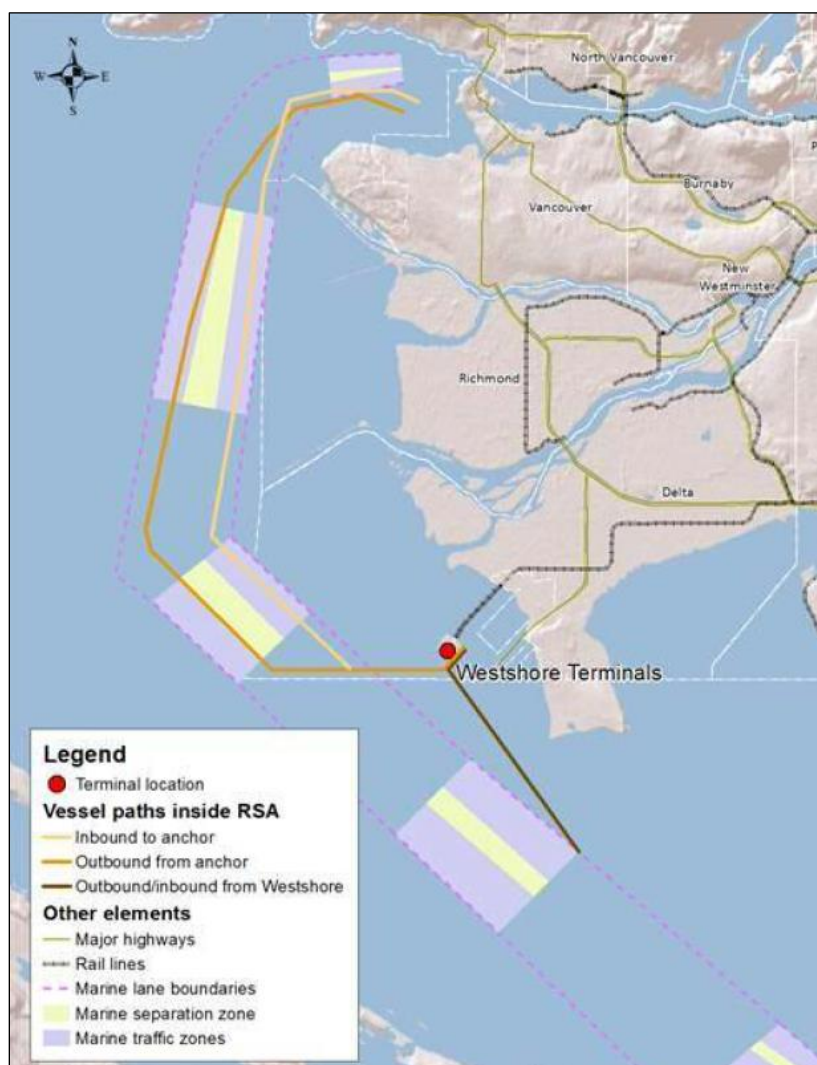 N
W E
S
North Vancouver
Burnaby
Vancouver
New
Westminster
Richmond
Delta
Westshore Terminals
Legend
Terminal location
Vessel paths inside RSA
Inbound to anchor
Outbound from anchor
Outbound/inbound from Westshore
Other elements
Major highways
Rail lines
Marine lane boundaries
Marine separation zone
Marine traffic zones